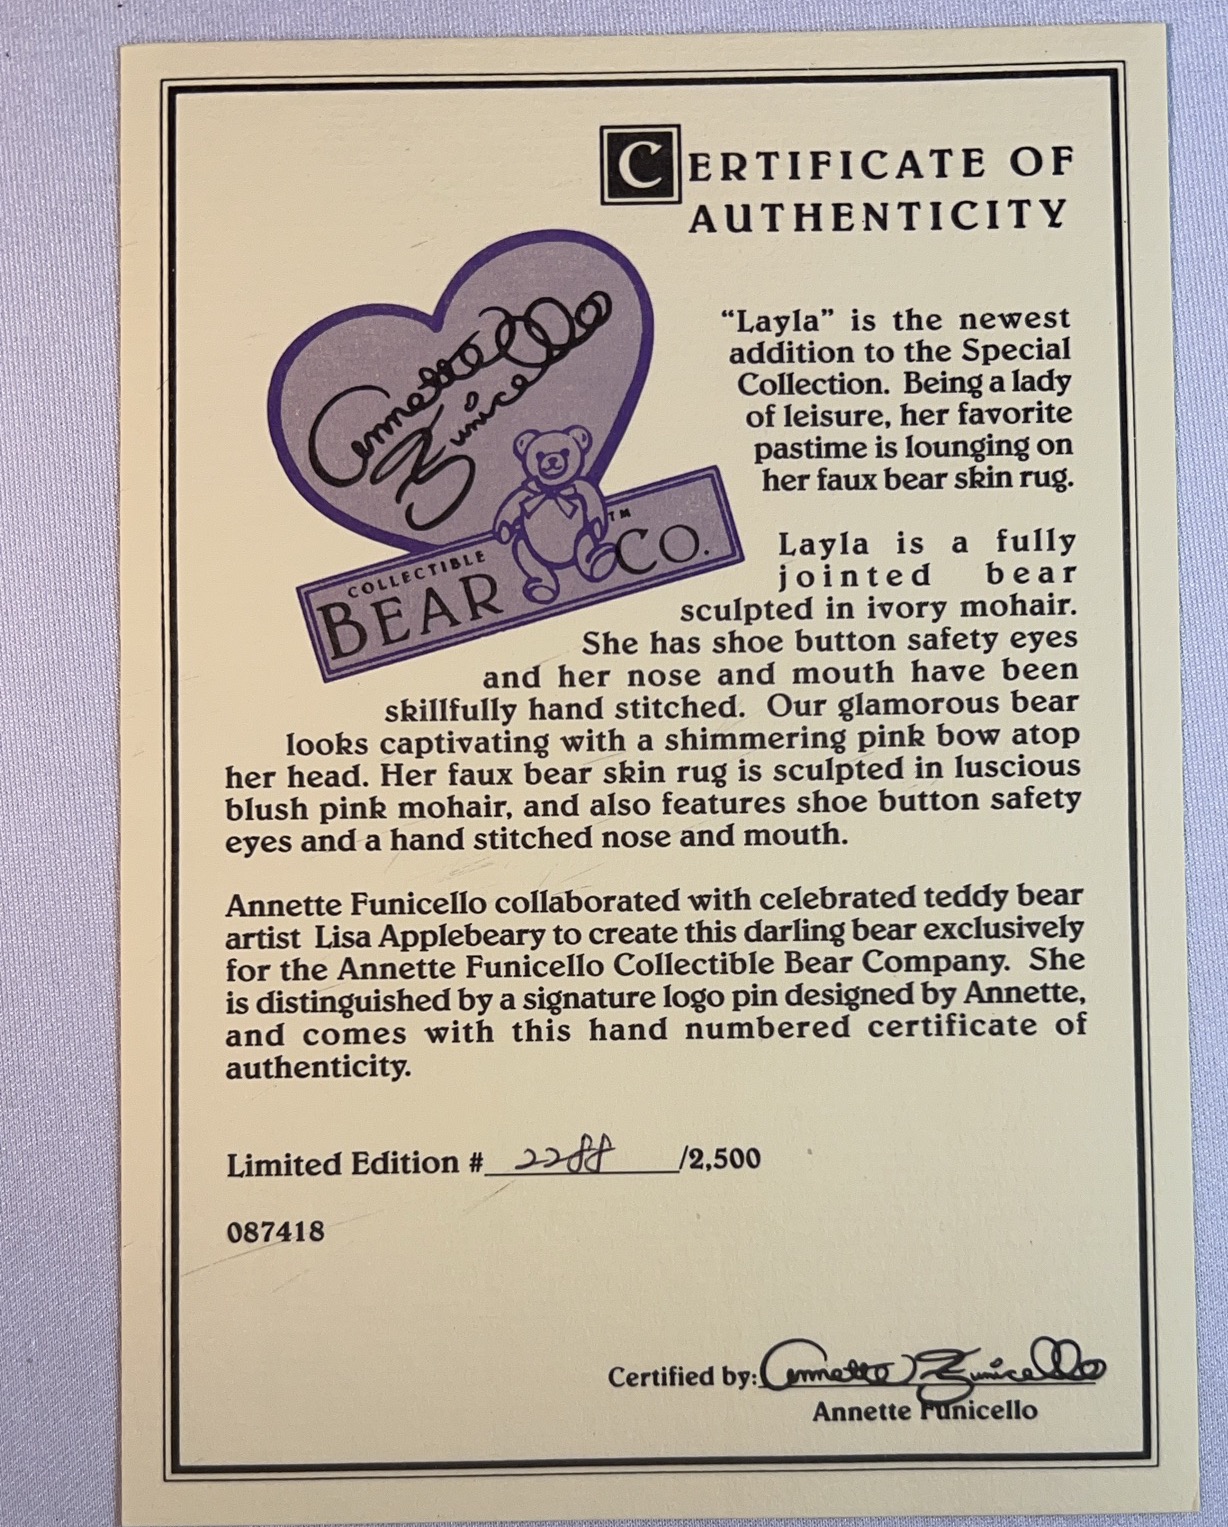 CERTIFICATE OF
AUTHENTICITY
Annette
Funicello
COLLECTIBLE
BEAR CO.™
“Layla” is the newest
addition to the Special
Collection. Being a lady
of leisure, her favorite
pastime is lounging on
her faux bear skin rug.
Layla is a fully
jointed bear
sculpted in ivory mohair.
She has shoe button safety eyes
and her nose and mouth have been
skillfully hand stitched. Our glamorous bear
looks captivating with a shimmering pink bow atop
her head. Her faux bear skin rug is sculpted in luscious
blush pink mohair, and also features shoe button safety
eyes and a hand stitched nose and mouth.
Annette Funicello collaborated with celebrated teddy bear
artist Lisa Applebeary to create this darling bear exclusively
for the Annette Funicello Collectible Bear Company. She
is distinguished by a signature logo pin designed by Annette,
and comes with this hand numbered certificate of
authenticity.
Limited Edition # 2288 /2,500
087418
Certified by: Annette Funicello
Annette Funicello